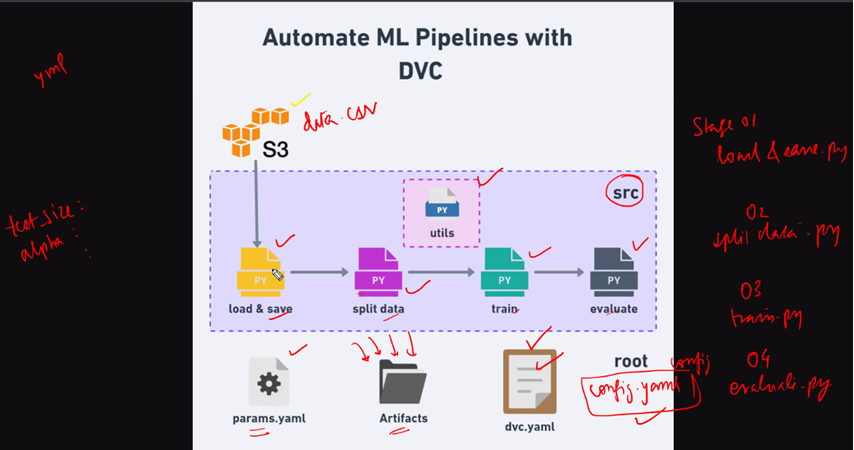 Automate ML Pipelines with
DVC
yml
data.csv
S3
src
PY
utils
test_size :
alpha :
:
PY
PY
PY
PY
load & save
split data
train
evaluate
root
config
config.yaml
params.yaml
Artifacts
dvc.yaml
Stage 01
load & save.py
02
split data.py
03
train.py
04
evaluate.py